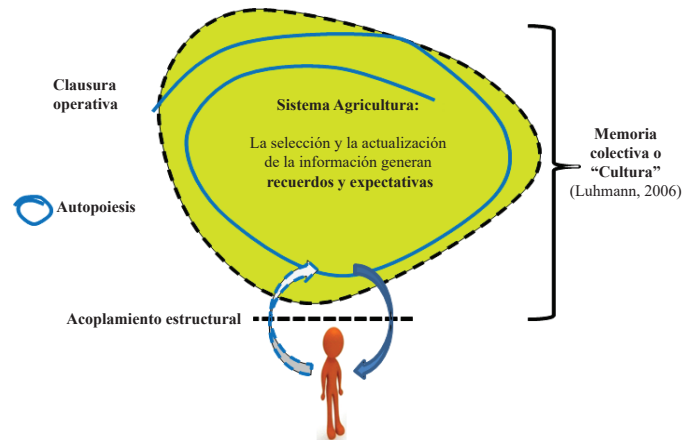 Clausura
operativa
Sistema Agricultura:
La selección y la actualización
de la información generan
recuerdos y expectativas
Memoria
colectiva o
“Cultura”
(Luhmann, 2006)
Autopoiesis
Acoplamiento estructural